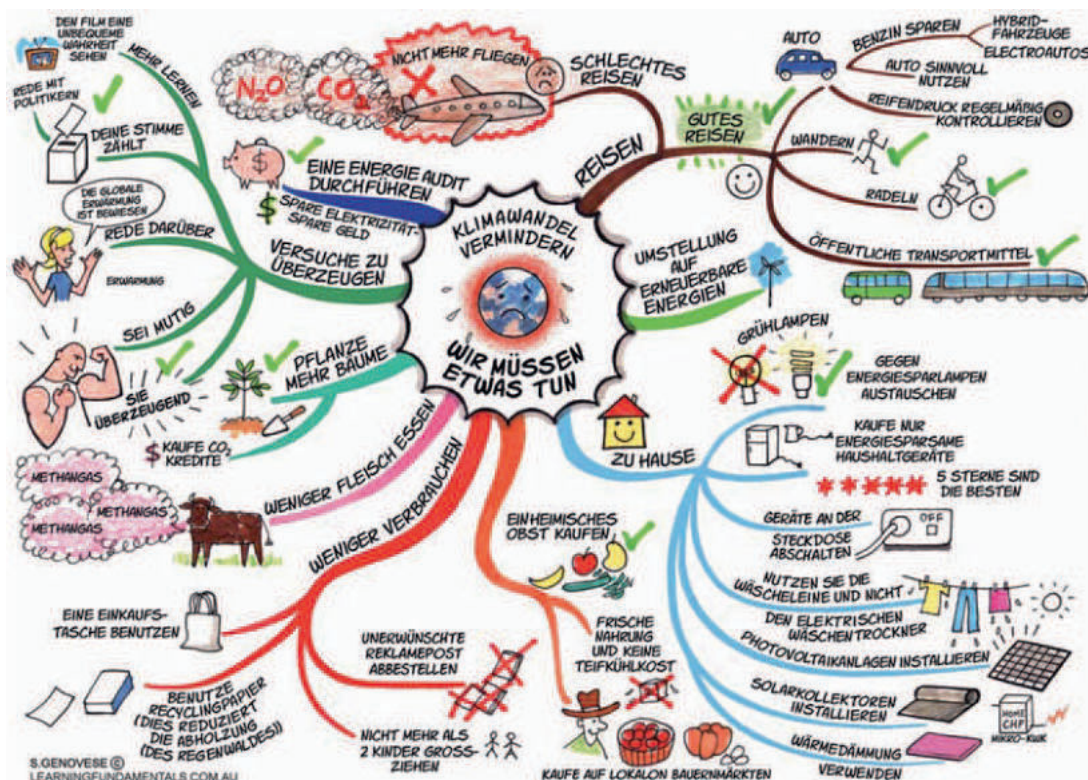 KLIMAWANDEL
VERMINDERN
WIR MÜSSEN
ETWAS TUN
REISEN
SCHLECHTES
REISEN
NICHT MEHR FLIEGEN
CO₂
N₂O
GUTES
REISEN
AUTO
BENZIN SPAREN
HYBRID-
FAHRZEUGE
ELECTROAUTOS
AUTO SINNVOLL
NUTZEN
REIFENDRUCK REGELMÄBIG
KONTROLLIEREN
WANDERN
RADELN
ÖFFENTLICHE TRANSPORTMITTEL
UMSTELLUNG
AUF
ERNEUERBARE
ENERGIEN
ZU HAUSE
GRÜHLAMPEN
GEGEN
ENERGIESPARLAMPEN
AUSTAUSCHEN
KAUFE NUR
ENERGIESPARSAME
HAUSHALTGERÄTE
5 STERNE SIND
DIE BESTEN
GERÄTE AN DER
STECKDOSE
ABSCHALTEN
OFF
NUTZEN SIE DIE
WÄSCHELEINE UND NICHT
DEN ELEKTRISCHEN
WÄSCHENTROCKNER
PHOTOVOLTAIKANLAGEN INSTALLIEREN
SOLARKOLLEKTOREN
INSTALLIEREN
HOME
CHP
MIKRO-KWK
WÄRMEDÄMMUNG
VERWENDEN
EINHEIMISCHES
OBST KAUFEN
FRISCHE
NAHRUNG
UND KEINE
TEIFKÜHLKOST
KAUFE AUF LOKALON BAUERNMÄRKTEN
WENIGER VERBRAUCHEN
EINE EINKAUFS-
TASCHE BENUTZEN
BENUTZE
RECYCLINGPAPIER
(DIES REDUZIERT
DIE ABHOLZUNG
(DES REGENWALDES))
UNERWÜNSCHTE
REKLAMEPOST
ABBESTELLEN
NICHT MEHR ALS
2 KINDER GROSS-
ZIEHEN
WENIGER FLEISCH ESSEN
METHANGAS
METHANGAS
METHANGAS
PFLANZE
MEHR BÄUME
$ KAUFE CO₂
KREDITE
VERSUCHE ZU
ÜBERZEUGEN
MEHR LERNEN
DEN FILM EINE
UNBEQUEME
WAHRHEIT
SEHEN
DEINE STIMME
ZÄHLT
REDE MIT
POLITIKERN
REDE DARÜBER
DIE GLOBALE
ERWÄRMUNG
IST BEWIESEN
ERWÄRMUNG
SEI MUTIG
SIE
ÜBERZEUGEND
EINE ENERGIE AUDIT
DURCHFÜHREN
$
$ SPARE ELEKTRIZITÄT-
SPARE GELD
S.GENOVESE ©
LEARNINGFUNDAMENTALS.COM.AU